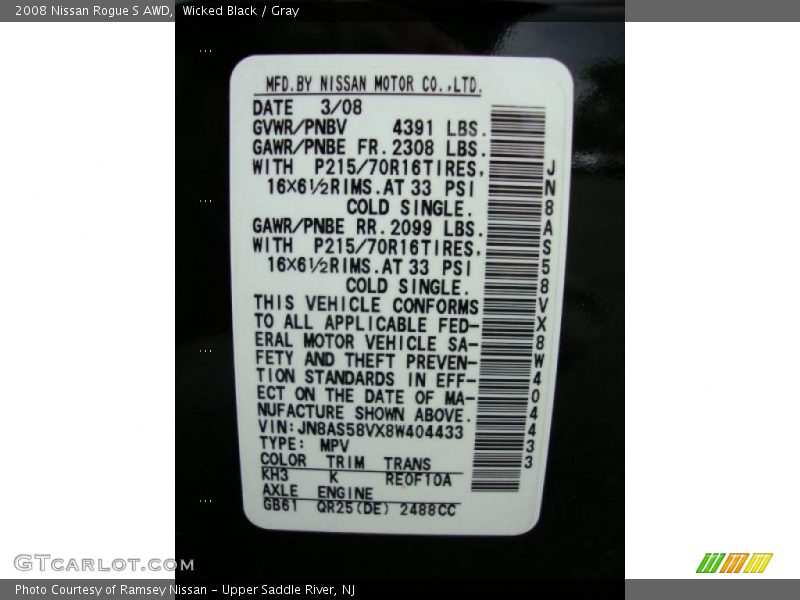 2008 Nissan Rogue S AWD,  Wicked Black / Gray
MFD.BY NISSAN MOTOR CO.,LTD.
DATE 3/08
GVWR/PNBV 4391 LBS.
GAWR/PNBE FR. 2308 LBS.
WITH P215/70R16TIRES,
16X6½RIMS.AT 33 PSI
COLD SINGLE.
GAWR/PNBE RR. 2099 LBS.
WITH P215/70R16TIRES,
16X6½RIMS.AT 33 PSI
COLD SINGLE.
THIS VEHICLE CONFORMS
TO ALL APPLICABLE FED-
ERAL MOTOR VEHICLE SA-
FETY AND THEFT PREVEN-
TION STANDARDS IN EFF-
ECT ON THE DATE OF MA-
NUFACTURE SHOWN ABOVE.
VIN:JN8AS58VX8W404433
TYPE: MPV
COLOR TRIM TRANS
KH3 K RE0F10A
AXLE ENGINE
GB61 QR25(DE) 2488CC
JN8AS58VX8W404433
GTCARLOT.COM
Photo Courtesy of Ramsey Nissan - Upper Saddle River, NJ